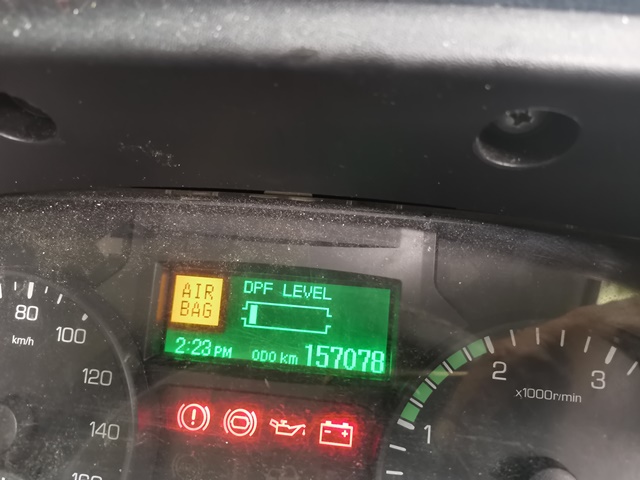 AIR
BAG
DPF LEVEL
2:23 PM
ODO km 157078
80
100
120
140
km/h
1
2
3
x1000r/min